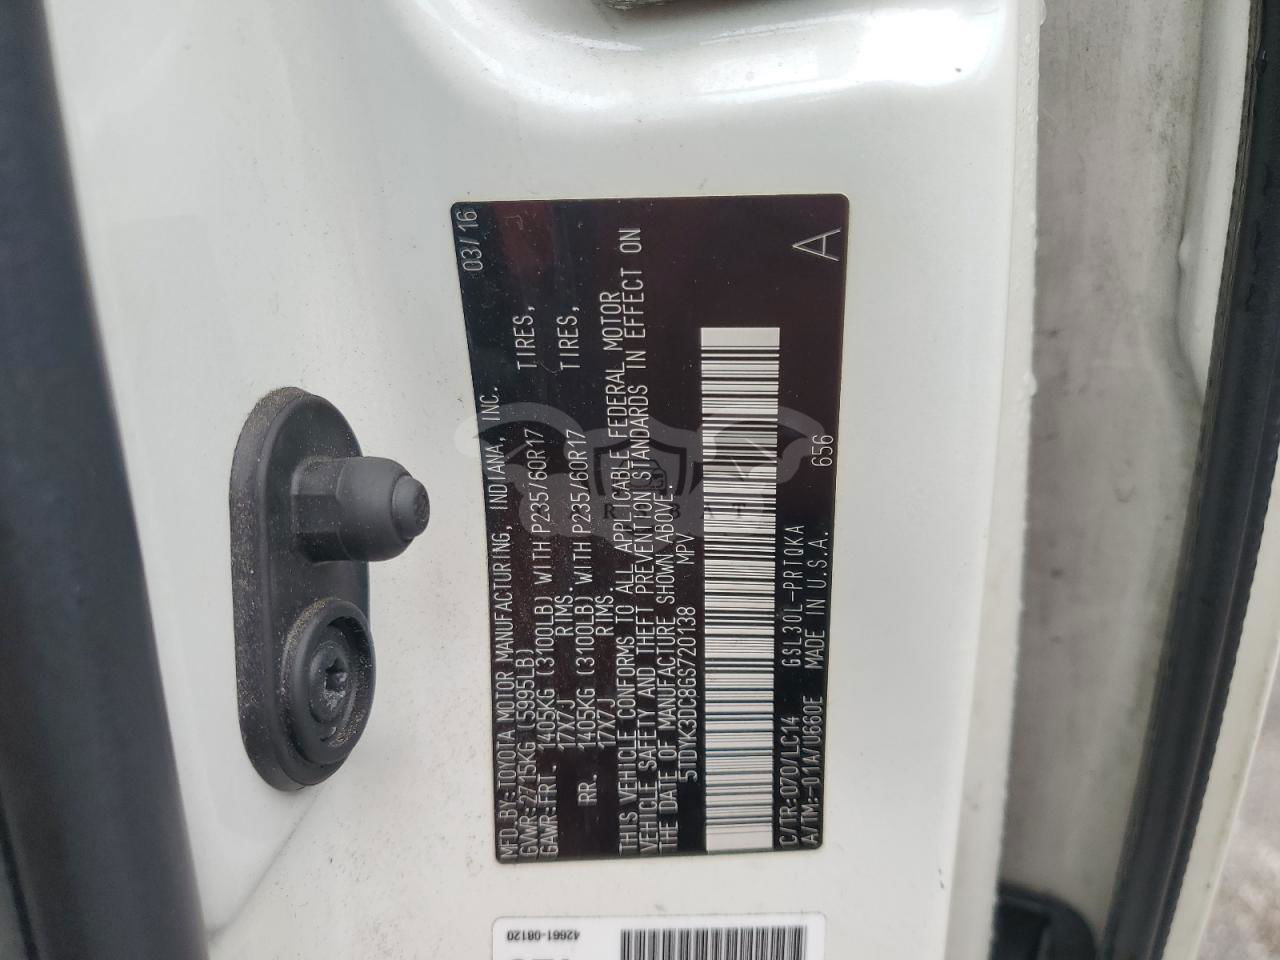 MFD. BY: TOYOTA MOTOR MANUFACTURING, INDIANA, INC. 03/16
GVWR: 2715KG (5995LB)
GAWR: FRT. 1405KG (3100LB) WITH P235/60R17 TIRES,
17X7J RIMS.
RR. 1405KG (3100LB) WITH P235/60R17 TIRES,
17X7J RIMS.
THIS VEHICLE CONFORMS TO ALL APPLICABLE FEDERAL MOTOR
VEHICLE SAFETY AND THEFT PREVENTION STANDARDS IN EFFECT ON
THE DATE OF MANUFACTURE SHOWN ABOVE.
5TDYK3DC8GS720138 MPV
C/TR: 070/LC14 GSL30L-PRTQKA
A/TM: -01A/U660E MADE IN U.S.A. 656
A
42661-08120